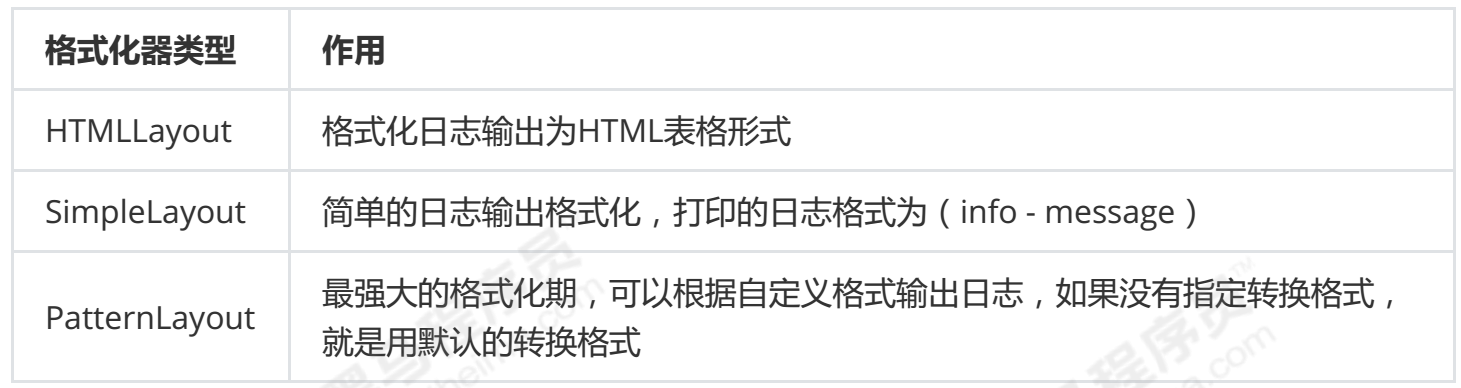 格式化器类型 作用
HTMLLayout 格式化日志输出为HTML表格形式
SimpleLayout 简单的日志输出格式化，打印的日志格式为（info - message）
PatternLayout 最强大的格式化期，可以根据自定义格式输出日志，如果没有指定转换格式，
就是用默认的转换格式